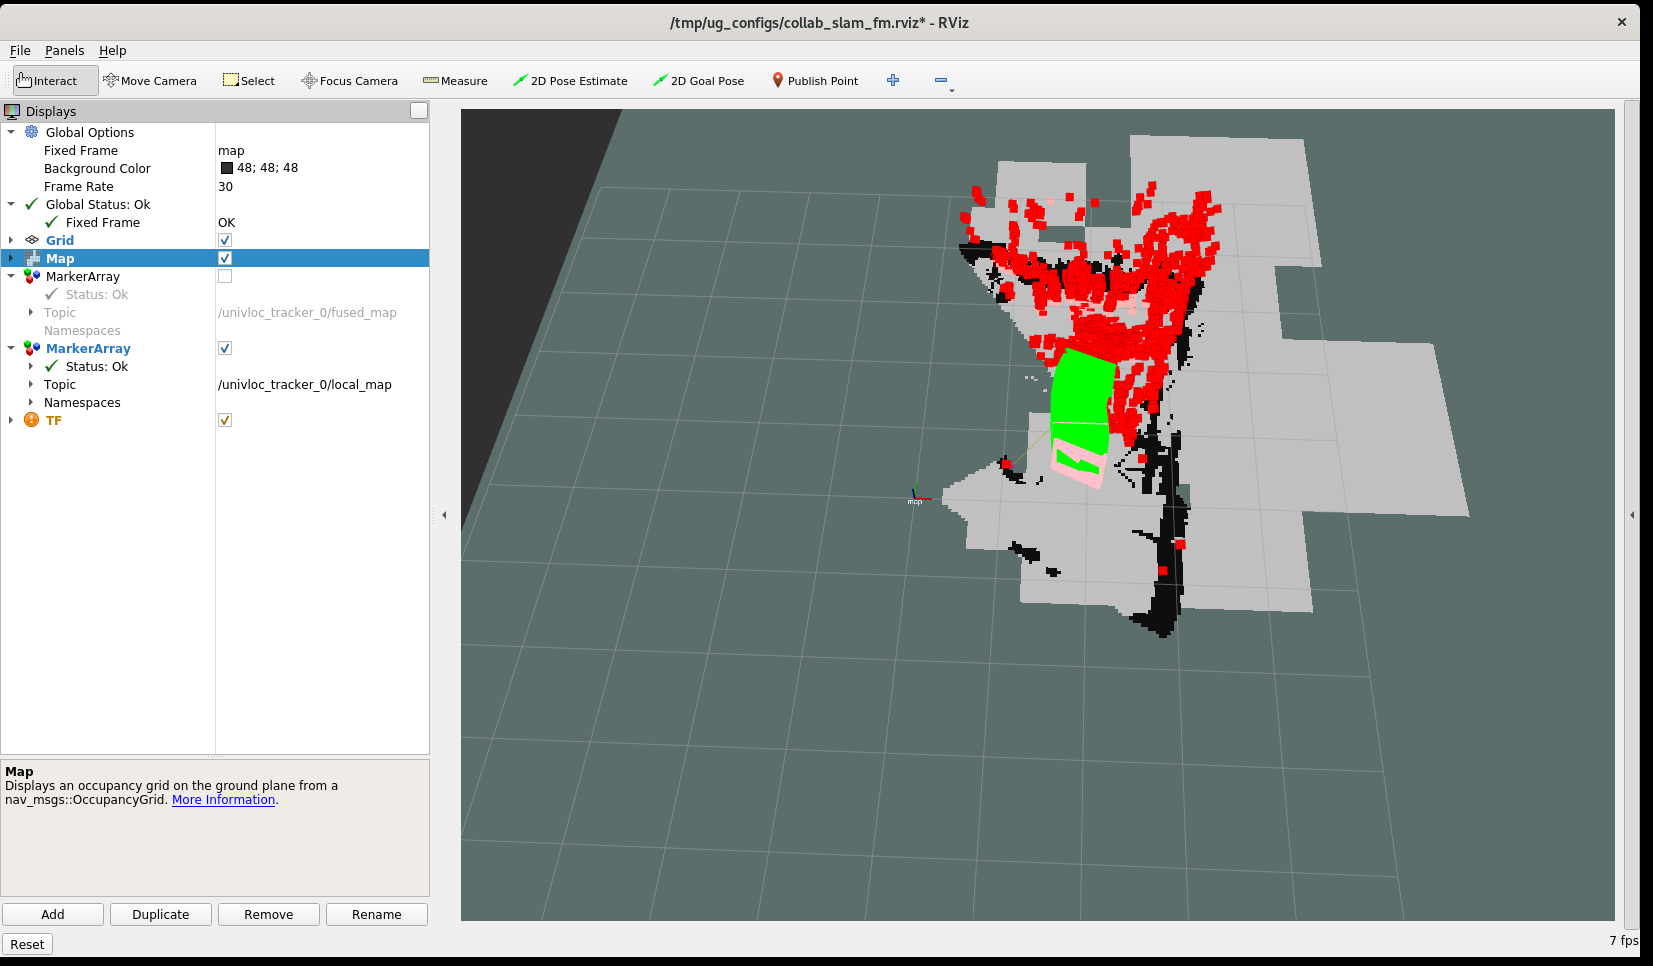 /tmp/ug_configs/collab_slam_fm.rviz* - RViz
File Panels Help
Interact Move Camera Select Focus Camera Measure 2D Pose Estimate 2D Goal Pose Publish Point
Displays
Global Options
Fixed Frame map
Background Color 48; 48; 48
Frame Rate 30
Global Status: Ok
Fixed Frame OK
Grid
Map
MarkerArray
Status: Ok
Topic /univloc_tracker_0/fused_map
Namespaces
MarkerArray
Status: Ok
Topic /univloc_tracker_0/local_map
Namespaces
TF
map
Map
Displays an occupancy grid on the ground plane from a
nav_msgs::OccupancyGrid. More Information.
Add Duplicate Remove Rename
Reset
7 fps